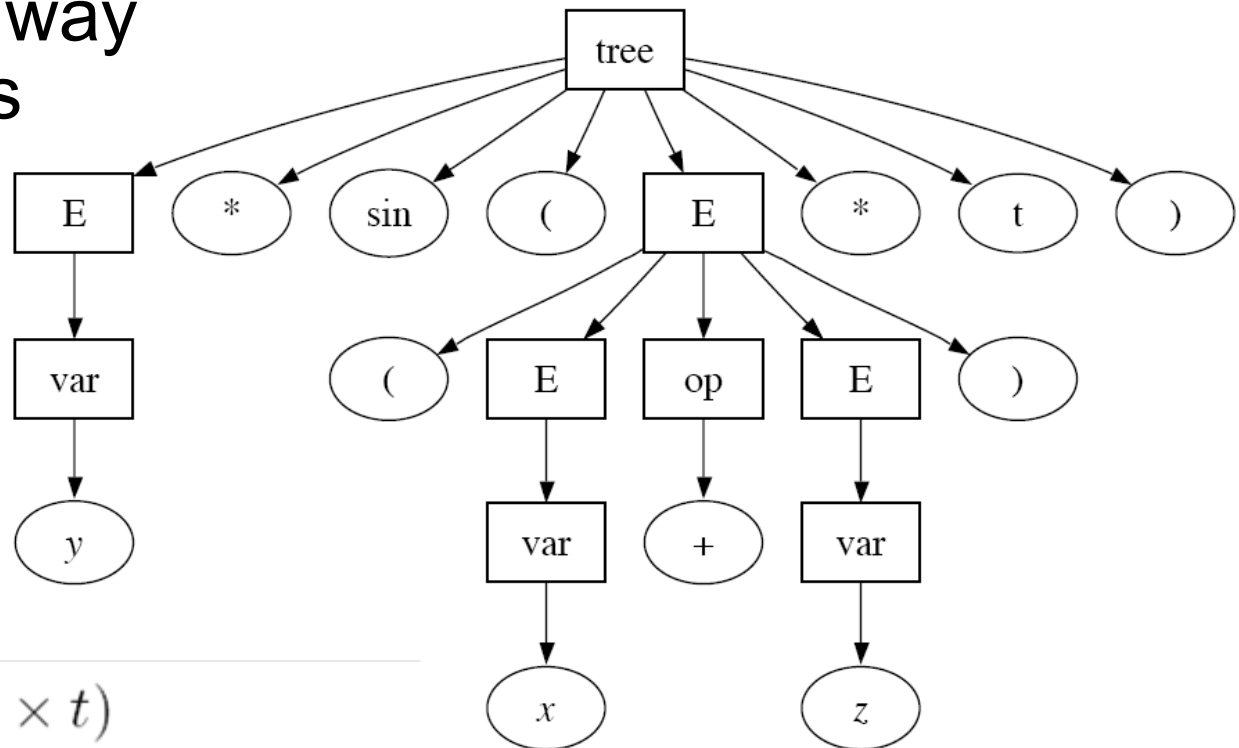 way
s
tree
E * sin ( E * t )
var ( E op E )
y var + var
× t) x z